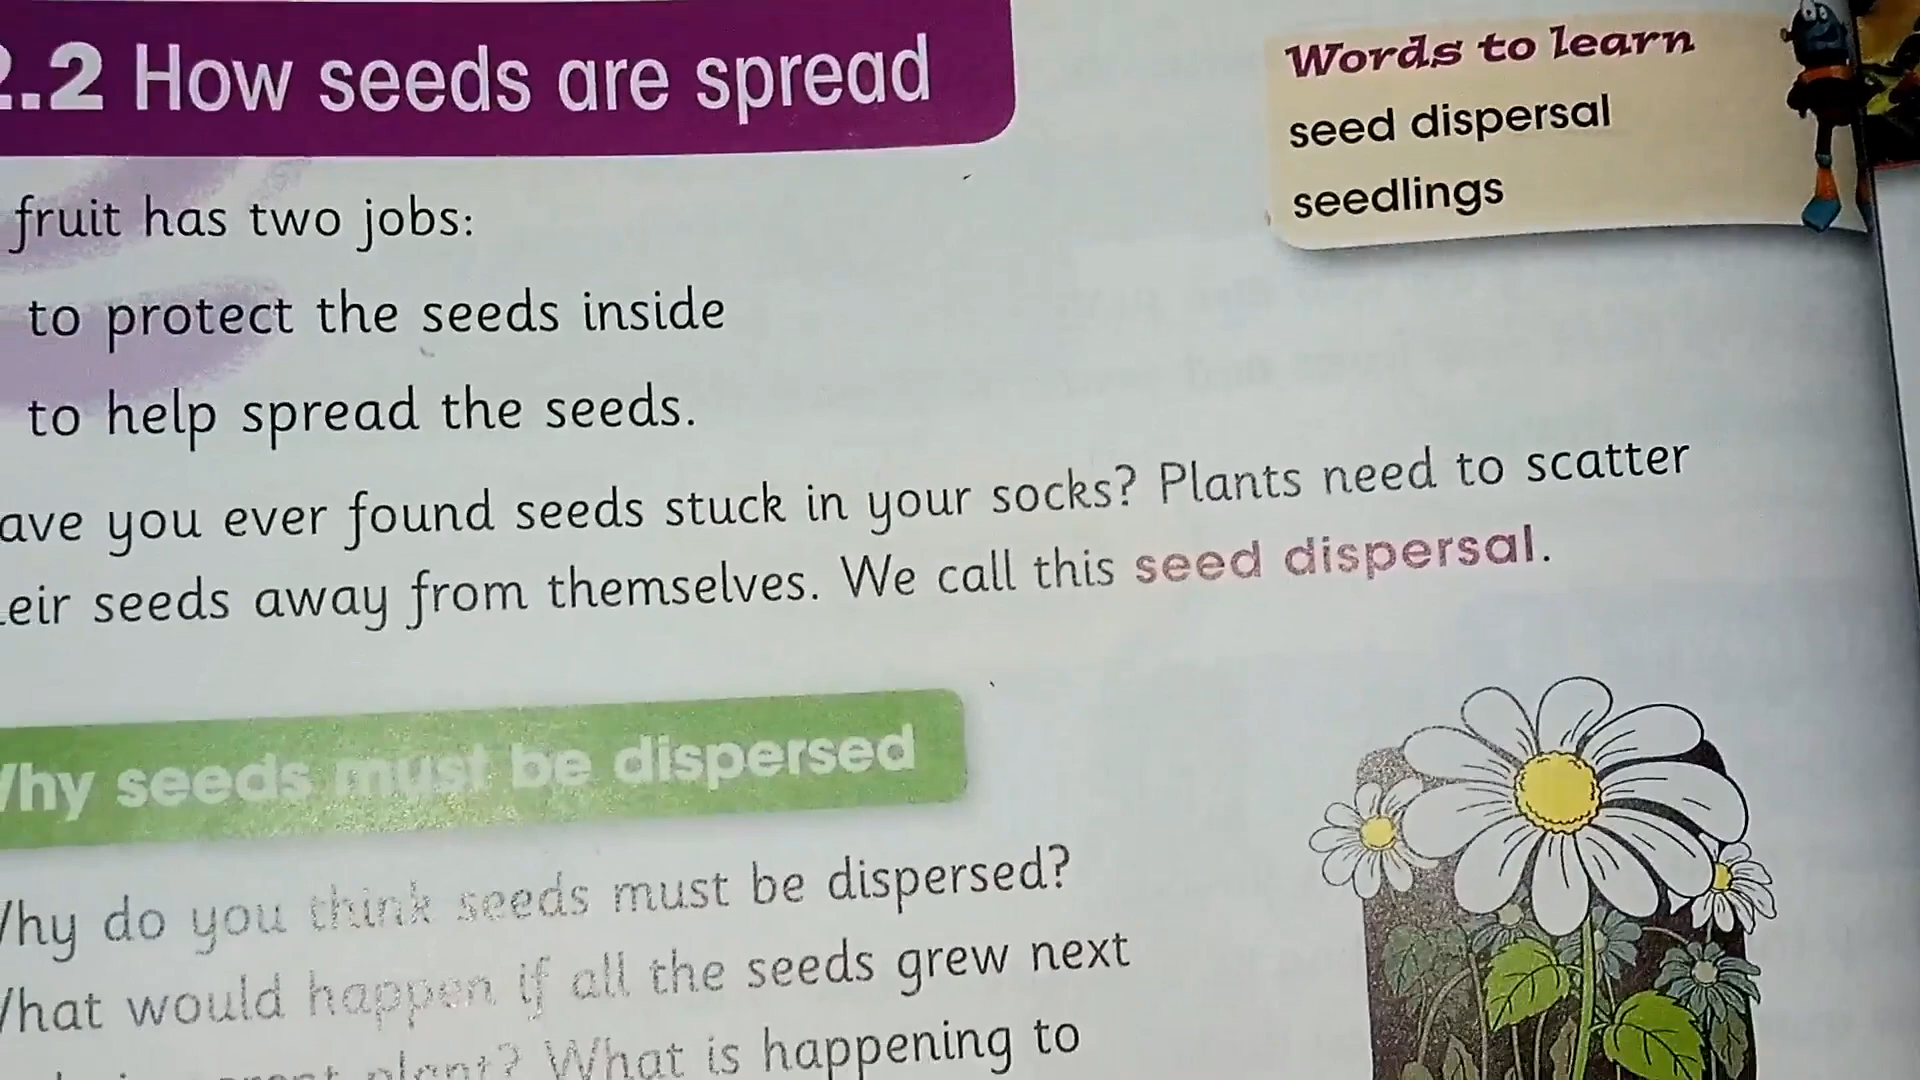 .2 How seeds are spread
Words to learn
seed dispersal
seedlings
fruit has two jobs:
to protect the seeds inside
to help spread the seeds.
ave you ever found seeds stuck in your socks? Plants need to scatter
eir seeds away from themselves. We call this seed dispersal.
hy seeds must be dispersed
hy do you think seeds must be dispersed?
hat would happen if all the seeds grew next
plant? What is happening to